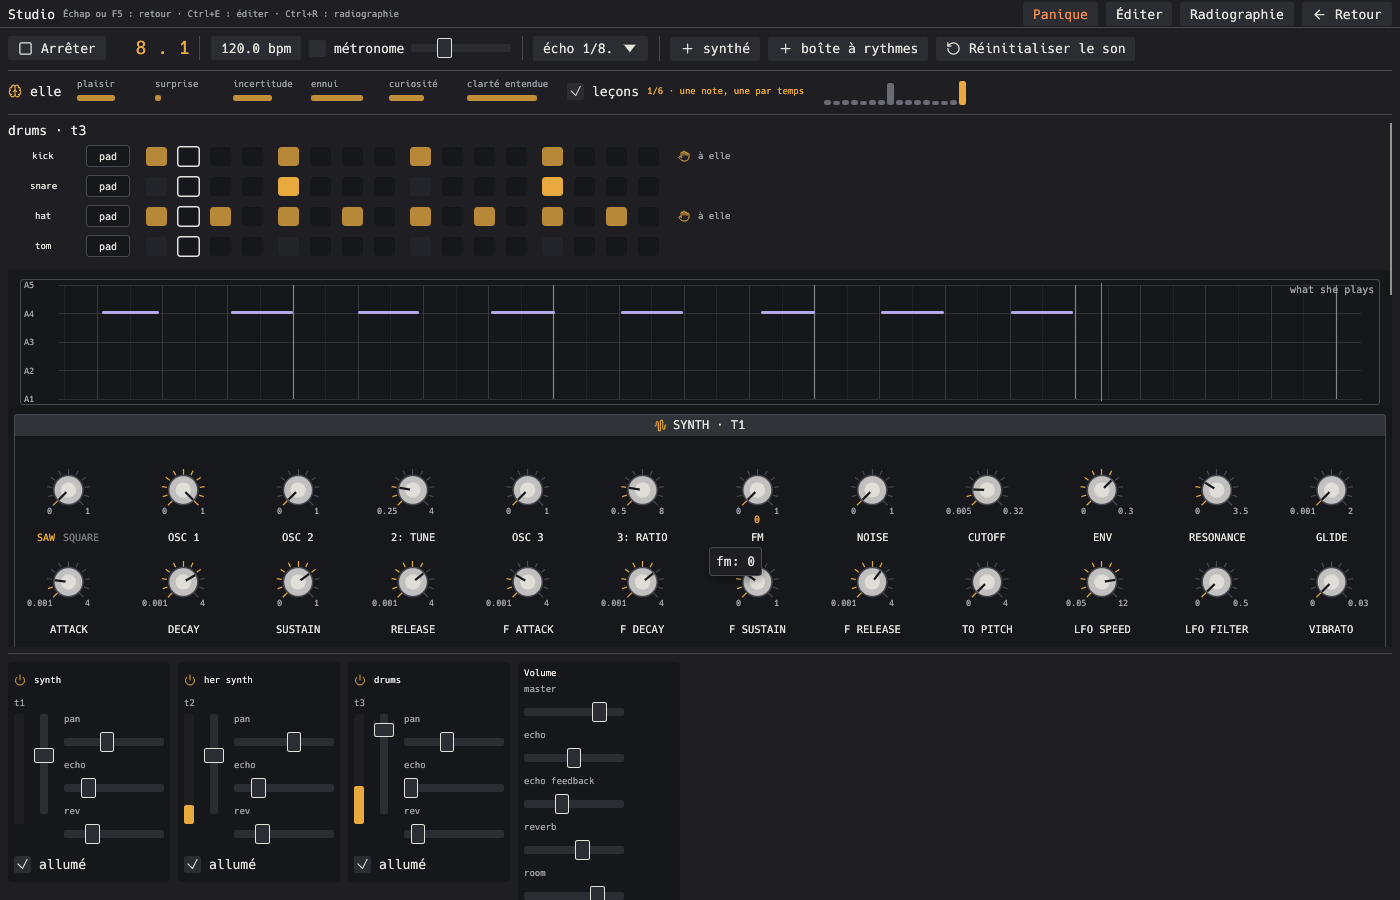 Studio Échap ou F5 : retour · Ctrl+E : éditer · Ctrl+R : radiographie Panique Éditer Radiographie Retour
Arrêter 8 . 1 120.0 bpm métronome écho 1/8. + synthé + boîte à rythmes Réinitialiser le son
elle plaisir surprise incertitude ennui curiosité clarté entendue leçons 1/6 · une note, une par temps
drums · t3
kick pad à elle
snare pad
hat pad à elle
tom pad
A5 what she plays
A4
A3
A2
A1
SYNTH · T1
0 1 0 1 0 1 0.25 4 0 1 0.5 8 0 1 0 1 0.005 0.32 0 0.3 0 3.5 0.001 2
0
SAW SQUARE OSC 1 OSC 2 2: TUNE OSC 3 3: RATIO FM NOISE CUTOFF ENV RESONANCE GLIDE
fm: 0
0.001 4 0.001 4 0 1 0.001 4 0.001 4 0.001 4 0 1 0.001 4 0 4 0.05 12 0 0.5 0 0.03
ATTACK DECAY SUSTAIN RELEASE F ATTACK F DECAY F SUSTAIN F RELEASE TO PITCH LFO SPEED LFO FILTER VIBRATO
synth
t1
pan
echo
rev
allumé
her synth
t2
pan
echo
rev
allumé
drums
t3
pan
echo
rev
allumé
Volume
master
echo
echo feedback
reverb
room